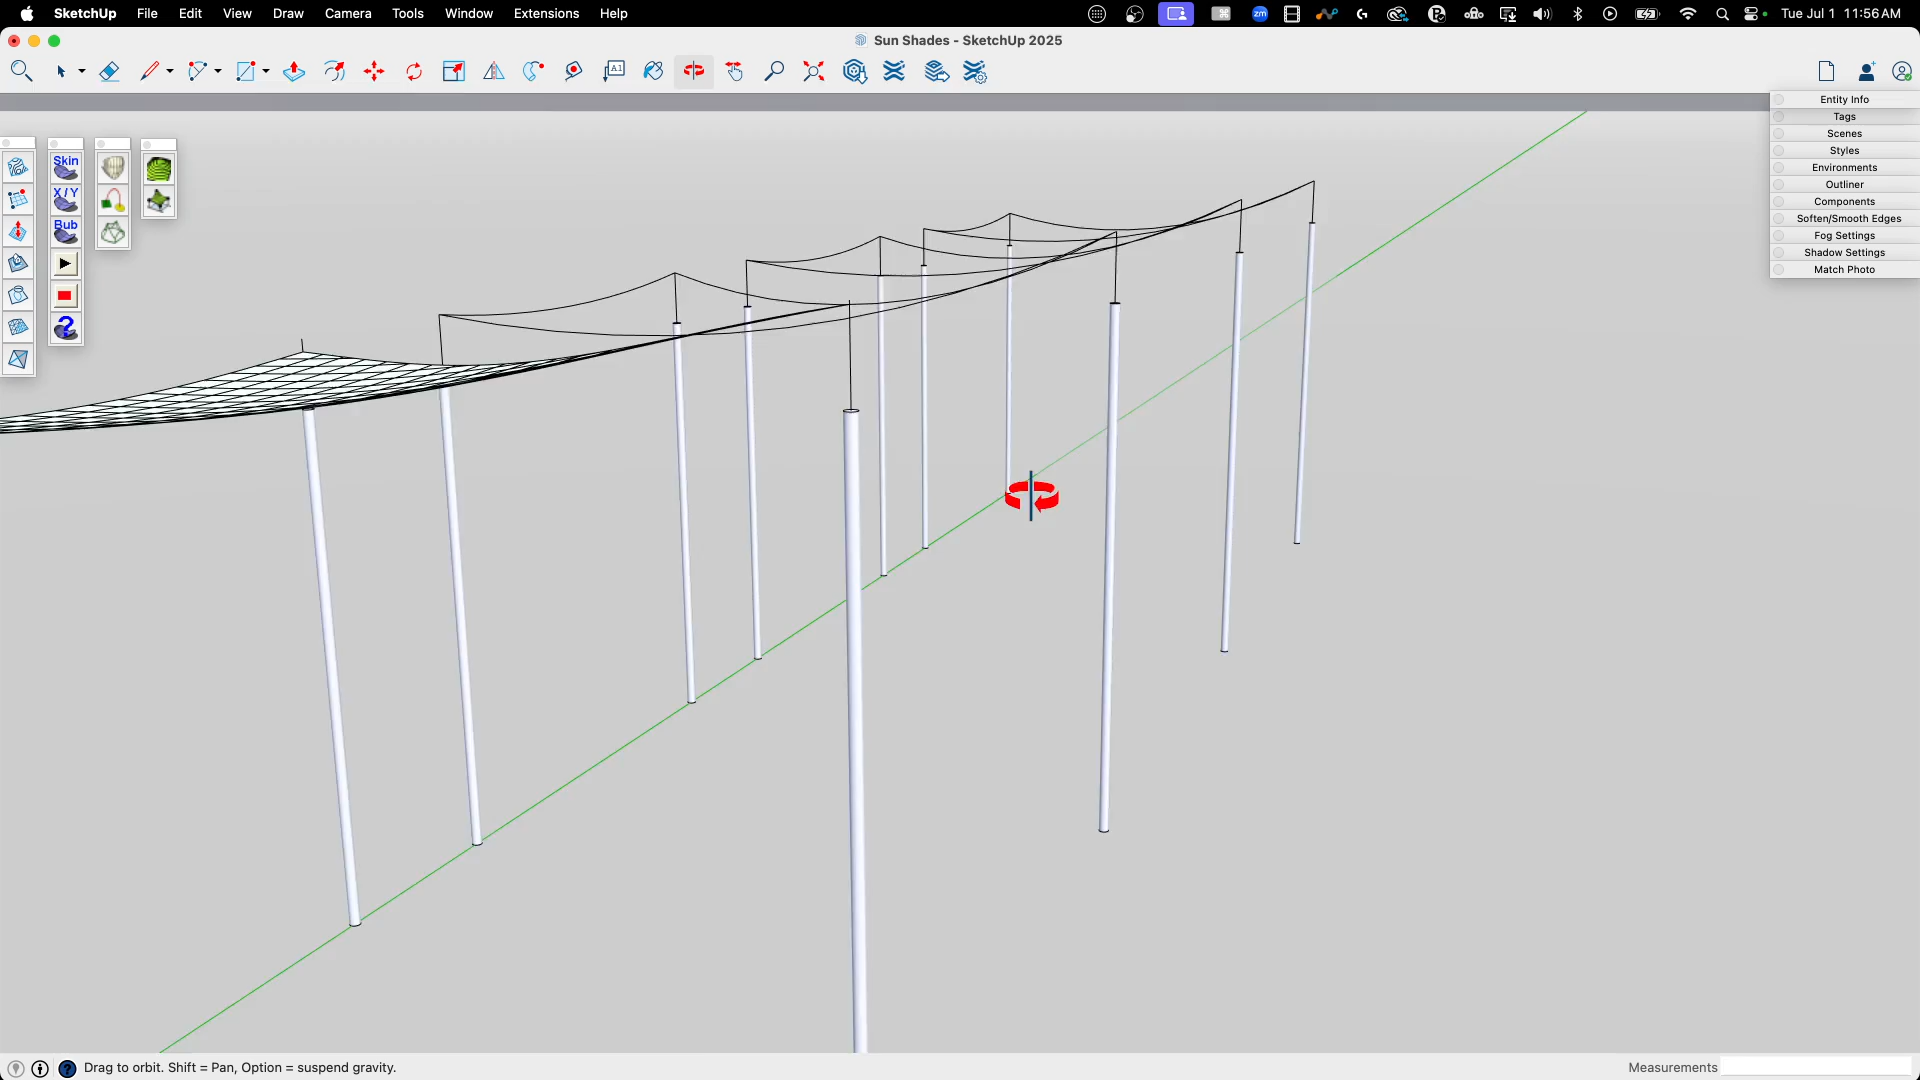 SketchUp File Edit View Draw Camera Tools Window Extensions Help
zm
Tue Jul 1 11:56 AM
Sun Shades - SketchUp 2025
A1
Entity Info
Tags
Scenes
Styles
Environments
Outliner
Components
Soften/Smooth Edges
Fog Settings
Shadow Settings
Match Photo
Skin
X/Y
Bub
?
? Drag to orbit. Shift = Pan, Option = suspend gravity.
Measurements